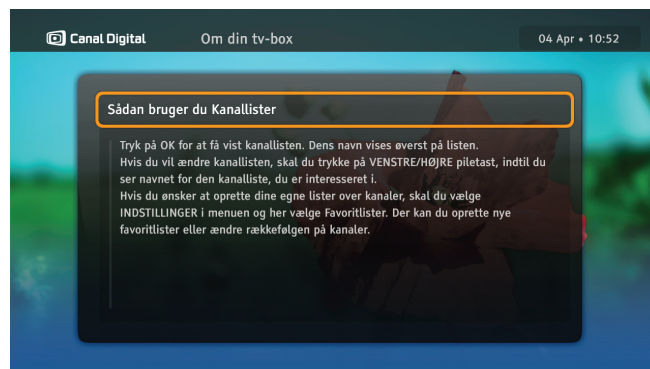 Canal Digital
Om din tv-box
04 Apr • 10:52
Sådan bruger du Kanallister
Tryk på OK for at få vist kanallisten. Dens navn vises øverst på listen.
Hvis du vil ændre kanallisten, skal du trykke på VENSTRE/HØJRE piletast, indtil du
ser navnet for den kanalliste, du er interesseret i.
Hvis du ønsker at oprette dine egne lister over kanaler, skal du vælge
INDSTILLINGER i menuen og her vælge Favoritlister. Der kan du oprette nye
favoritlister eller ændre rækkefølgen på kanaler.